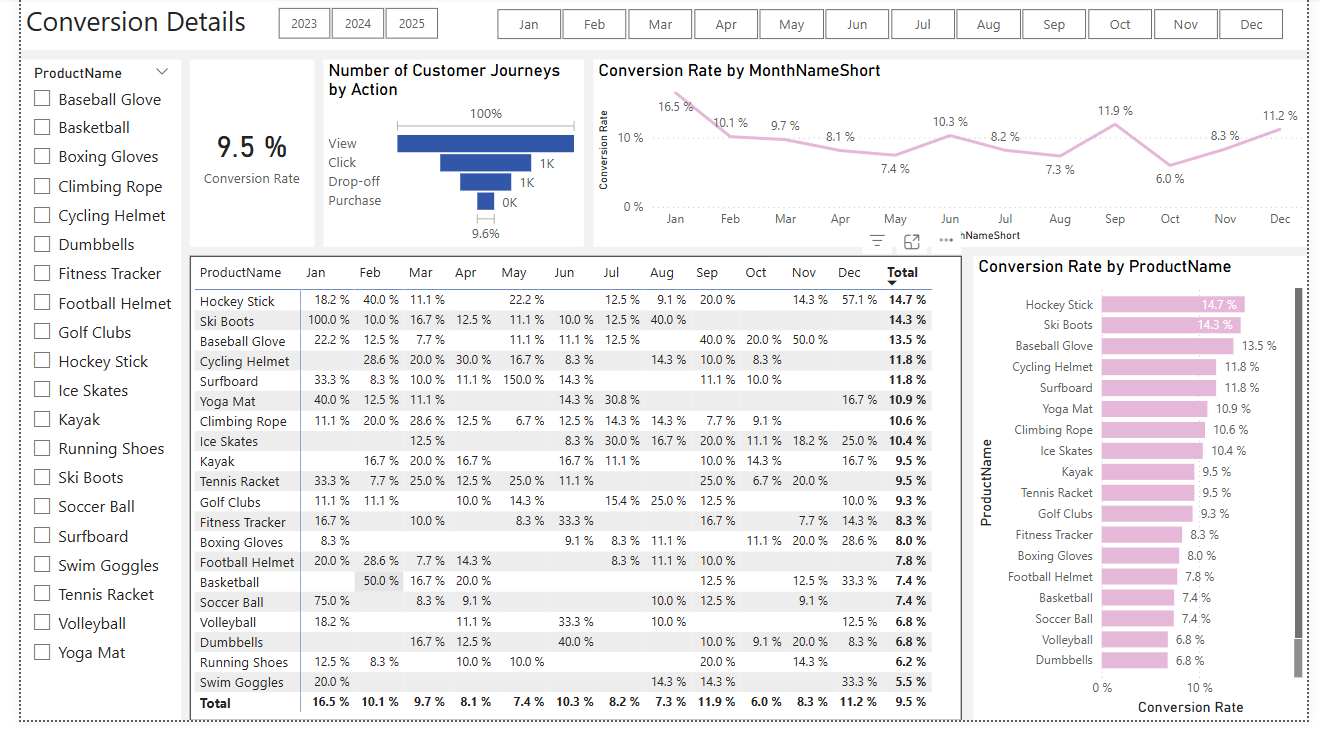 Conversion Details
2023 2024 2025
Jan Feb Mar Apr May Jun Jul Aug Sep Oct Nov Dec
ProductName
Baseball Glove
Basketball
Boxing Gloves
Climbing Rope
Cycling Helmet
Dumbbells
Fitness Tracker
Football Helmet
Golf Clubs
Hockey Stick
Ice Skates
Kayak
Running Shoes
Ski Boots
Soccer Ball
Surfboard
Swim Goggles
Tennis Racket
Volleyball
Yoga Mat
9.5 %
Conversion Rate
Number of Customer Journeys
by Action
100%
View
Click 1K
Drop-off 1K
Purchase 0K
9.6%
Conversion Rate by MonthNameShort
Conversion Rate
10 %
0 %
16.5 % 10.1 % 9.7 % 8.1 % 7.4 % 10.3 % 8.2 % 7.3 % 11.9 % 6.0 % 8.3 % 11.2 %
Jan Feb Mar Apr May Jun Jul Aug Sep Oct Nov Dec
hNameShort
ProductName Jan Feb Mar Apr May Jun Jul Aug Sep Oct Nov Dec Total
Hockey Stick 18.2 % 40.0 % 11.1 % 22.2 % 12.5 % 9.1 % 20.0 % 14.3 % 57.1 % 14.7 %
Ski Boots 100.0 % 10.0 % 16.7 % 12.5 % 11.1 % 10.0 % 12.5 % 40.0 % 14.3 %
Baseball Glove 22.2 % 12.5 % 7.7 % 11.1 % 11.1 % 12.5 % 40.0 % 20.0 % 50.0 % 13.5 %
Cycling Helmet 28.6 % 20.0 % 30.0 % 16.7 % 8.3 % 14.3 % 10.0 % 8.3 % 11.8 %
Surfboard 33.3 % 8.3 % 10.0 % 11.1 % 150.0 % 14.3 % 11.1 % 10.0 % 11.8 %
Yoga Mat 40.0 % 12.5 % 11.1 % 14.3 % 30.8 % 16.7 % 10.9 %
Climbing Rope 11.1 % 20.0 % 28.6 % 12.5 % 6.7 % 12.5 % 14.3 % 14.3 % 7.7 % 9.1 % 10.6 %
Ice Skates 12.5 % 8.3 % 30.0 % 16.7 % 20.0 % 11.1 % 18.2 % 25.0 % 10.4 %
Kayak 16.7 % 20.0 % 16.7 % 16.7 % 11.1 % 10.0 % 14.3 % 16.7 % 9.5 %
Tennis Racket 33.3 % 7.7 % 25.0 % 12.5 % 25.0 % 11.1 % 25.0 % 6.7 % 20.0 % 9.5 %
Golf Clubs 11.1 % 11.1 % 10.0 % 14.3 % 15.4 % 25.0 % 12.5 % 10.0 % 9.3 %
Fitness Tracker 16.7 % 10.0 % 8.3 % 33.3 % 16.7 % 7.7 % 14.3 % 8.3 %
Boxing Gloves 8.3 % 9.1 % 8.3 % 11.1 % 11.1 % 20.0 % 28.6 % 8.0 %
Football Helmet 20.0 % 28.6 % 7.7 % 14.3 % 8.3 % 11.1 % 10.0 % 7.8 %
Basketball 50.0 % 16.7 % 20.0 % 12.5 % 12.5 % 33.3 % 7.4 %
Soccer Ball 75.0 % 8.3 % 9.1 % 10.0 % 12.5 % 9.1 % 7.4 %
Volleyball 18.2 % 11.1 % 33.3 % 10.0 % 12.5 % 6.8 %
Dumbbells 16.7 % 12.5 % 40.0 % 10.0 % 9.1 % 20.0 % 8.3 % 6.8 %
Running Shoes 12.5 % 8.3 % 10.0 % 10.0 % 20.0 % 14.3 % 6.2 %
Swim Goggles 20.0 % 14.3 % 14.3 % 33.3 % 5.5 %
Total 16.5 % 10.1 % 9.7 % 8.1 % 7.4 % 10.3 % 8.2 % 7.3 % 11.9 % 6.0 % 8.3 % 11.2 % 9.5 %
Conversion Rate by ProductName
ProductName
Hockey Stick 14.7 %
Ski Boots 14.3 %
Baseball Glove 13.5 %
Cycling Helmet 11.8 %
Surfboard 11.8 %
Yoga Mat 10.9 %
Climbing Rope 10.6 %
Ice Skates 10.4 %
Kayak 9.5 %
Tennis Racket 9.5 %
Golf Clubs 9.3 %
Fitness Tracker 8.3 %
Boxing Gloves 8.0 %
Football Helmet 7.8 %
Basketball 7.4 %
Soccer Ball 7.4 %
Volleyball 6.8 %
Dumbbells 6.8 %
0 % 10 %
Conversion Rate